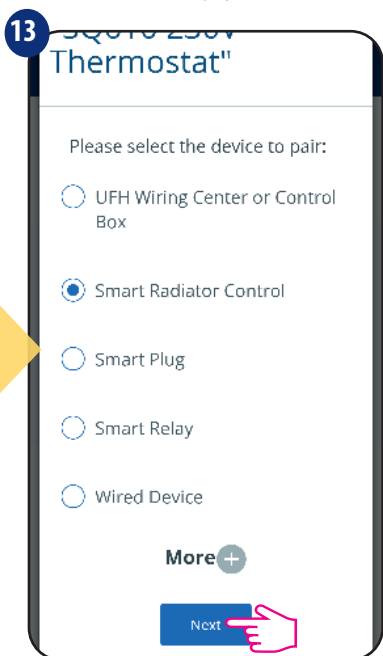 13
Thermostat"
Please select the device to pair:
UFH Wiring Center or Control
Box
Smart Radiator Control
Smart Plug
Smart Relay
Wired Device
More +
Next